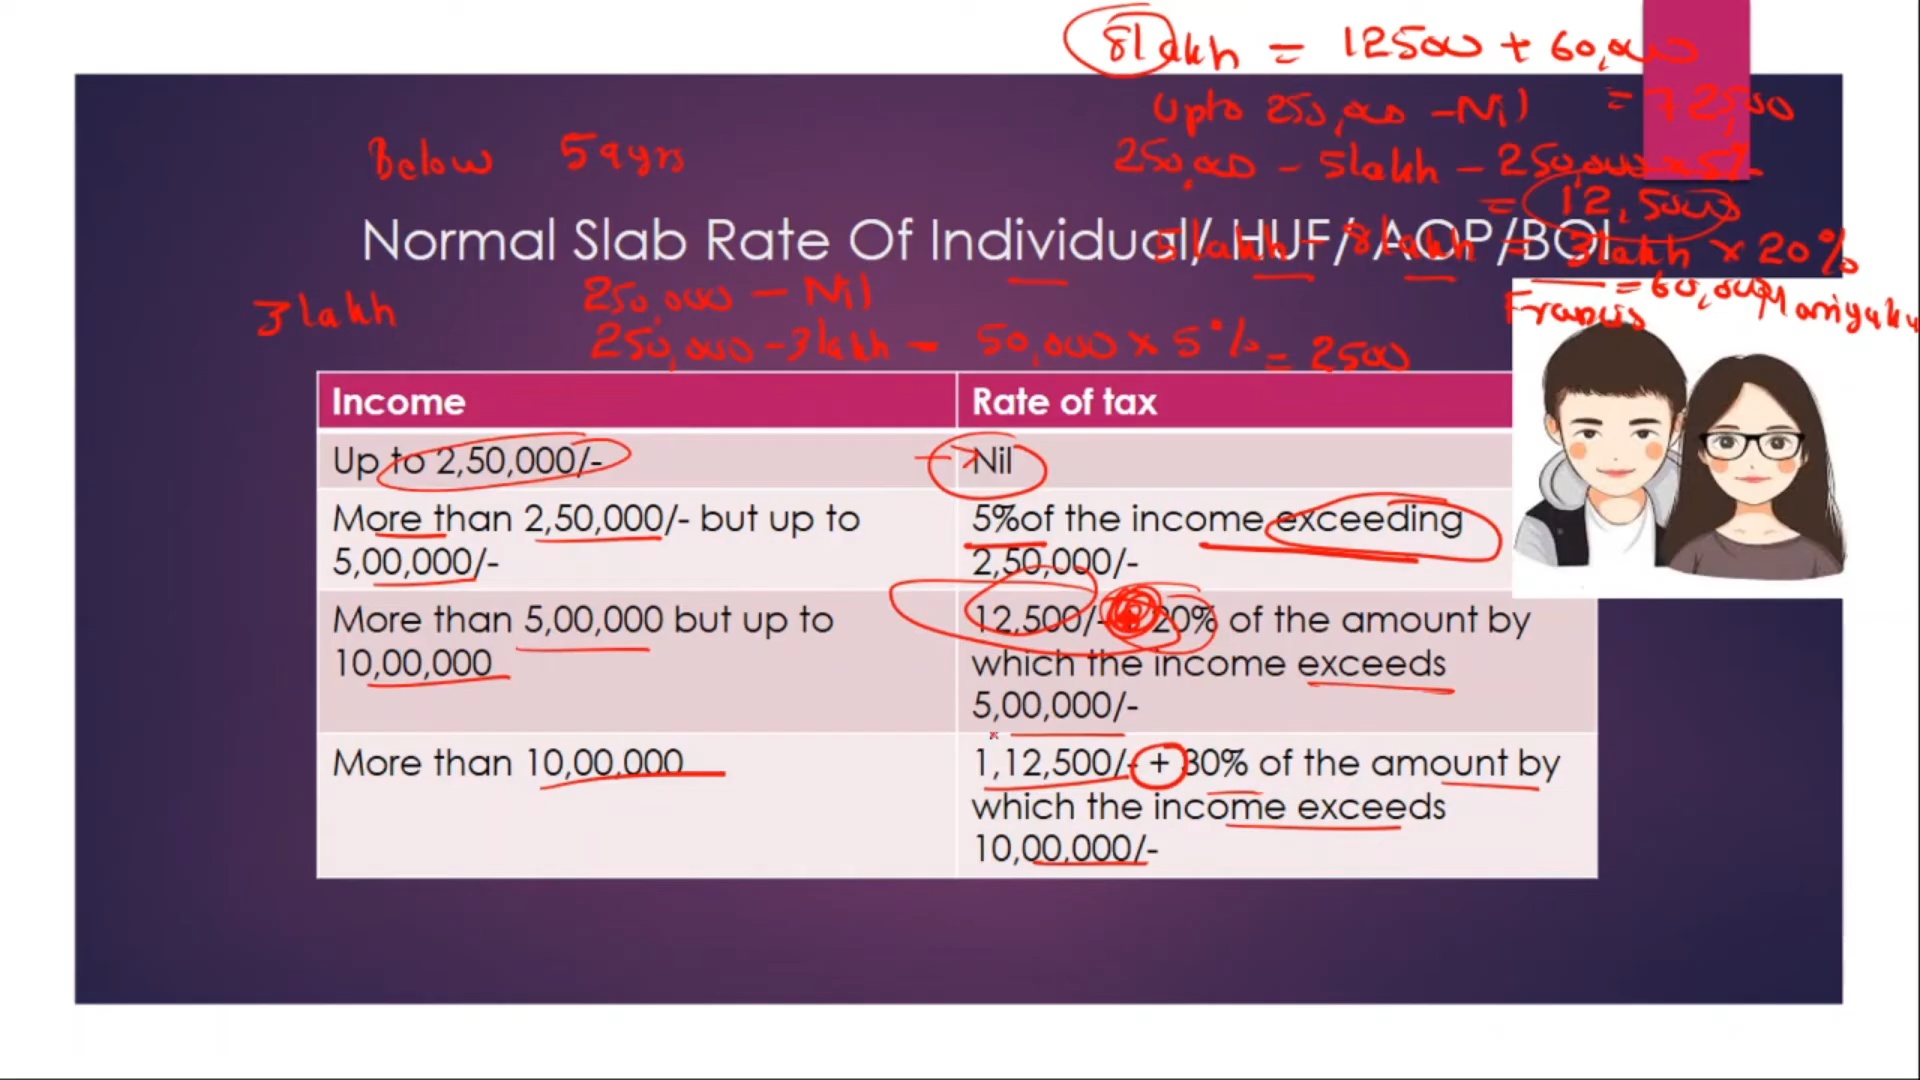 8lakh = 12500 + 60,000
Upto 250,000 - Nil = 72500
Below 59yrs
250,000 - 5lakh - 250,000 x 5%
= 12,5000
Normal Slab Rate Of Individual/ HUF/ AOP/BOI
5lakh - 8lakh = 3lakh x 20%
= 60,000
3lakh
250,000 - Nil
Francis
250,000 - 3lakh - 50,000 x 5% = 2500
Income
Rate of tax
Up to 2,50,000/-
Nil
More than 2,50,000/- but up to
5,00,000/-
5%of the income exceeding
2,50,000/-
More than 5,00,000 but up to
10,00,000
12,500/- + 20% of the amount by
which the income exceeds
5,00,000/-
More than 10,00,000
1,12,500/- + 30% of the amount by
which the income exceeds
10,00,000/-